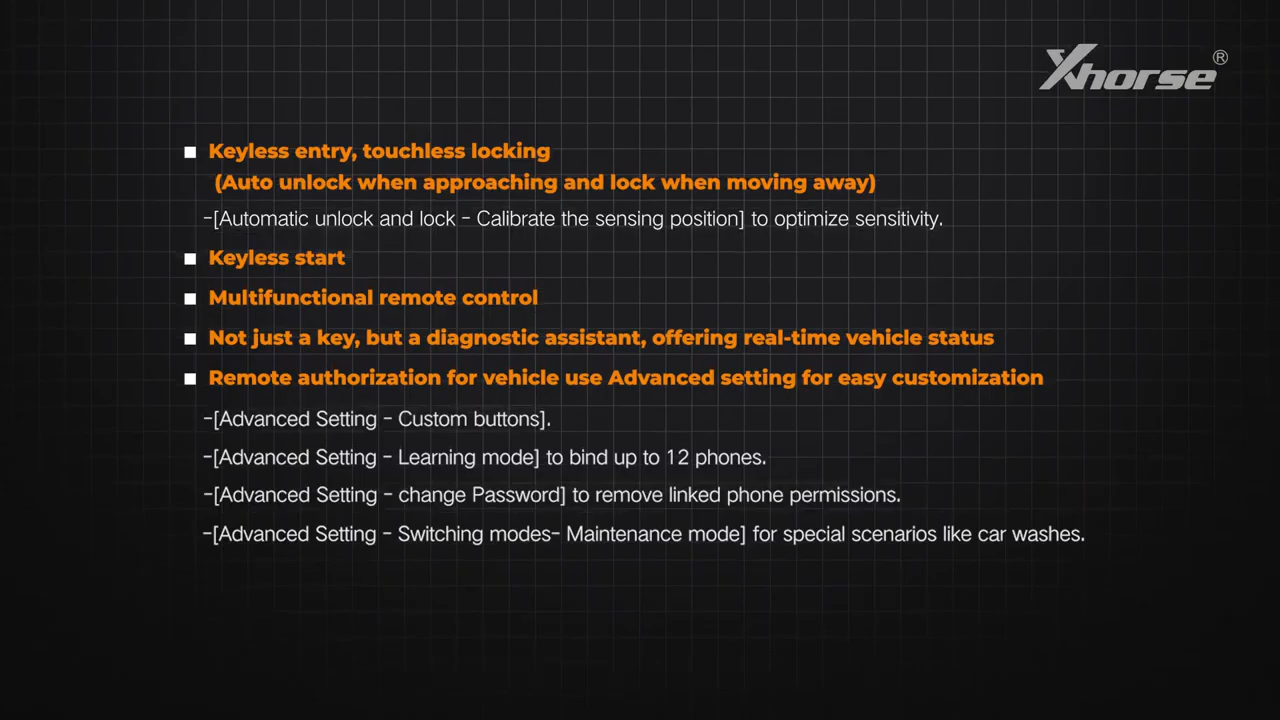 Xhorse®
■ Keyless entry, touchless locking
(Auto unlock when approaching and lock when moving away)
-[Automatic unlock and lock - Calibrate the sensing position] to optimize sensitivity.
■ Keyless start
■ Multifunctional remote control
■ Not just a key, but a diagnostic assistant, offering real-time vehicle status
■ Remote authorization for vehicle use Advanced setting for easy customization
-[Advanced Setting - Custom buttons].
-[Advanced Setting - Learning mode] to bind up to 12 phones.
-[Advanced Setting - change Password] to remove linked phone permissions.
-[Advanced Setting - Switching modes- Maintenance mode] for special scenarios like car washes.